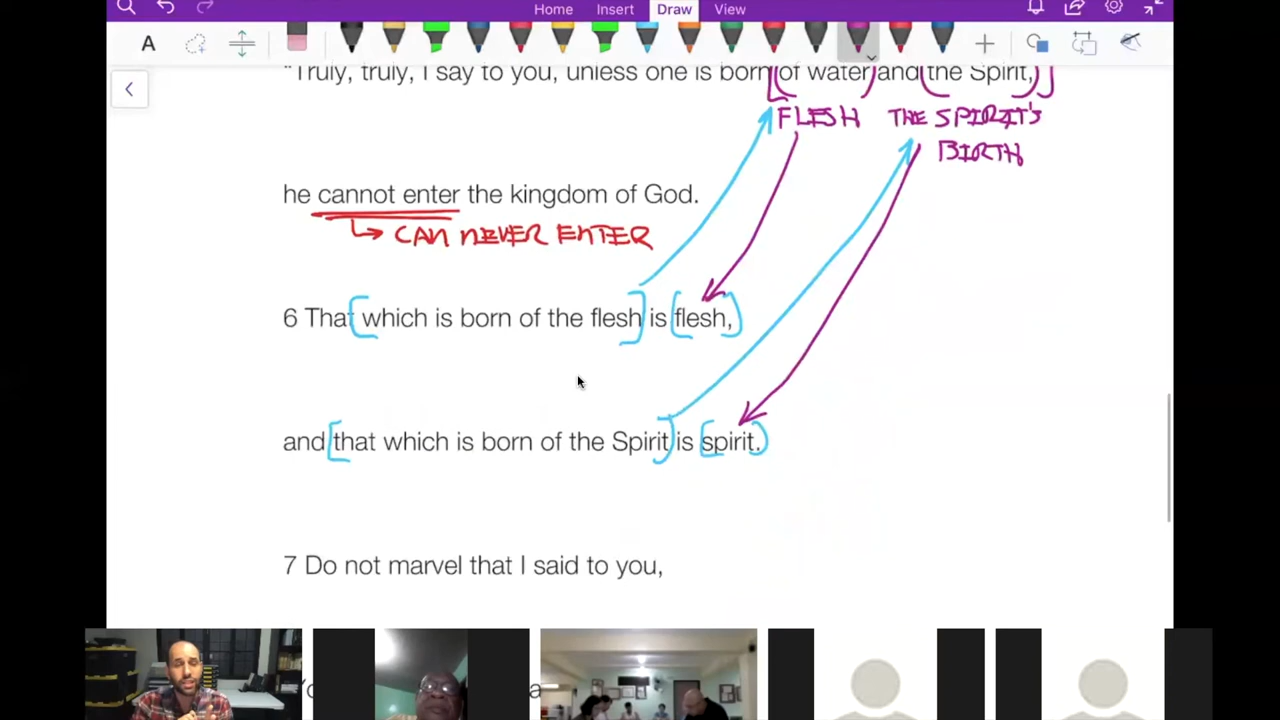 Home Insert Draw View
A
"Truly, truly, I say to you, unless one is born of water and the Spirit,
FLESH THE SPIRIT'S
BIRTH
he cannot enter the kingdom of God.
CAN NEVER ENTER
6 That which is born of the flesh is flesh,
and that which is born of the Spirit is spirit.
7 Do not marvel that I said to you,